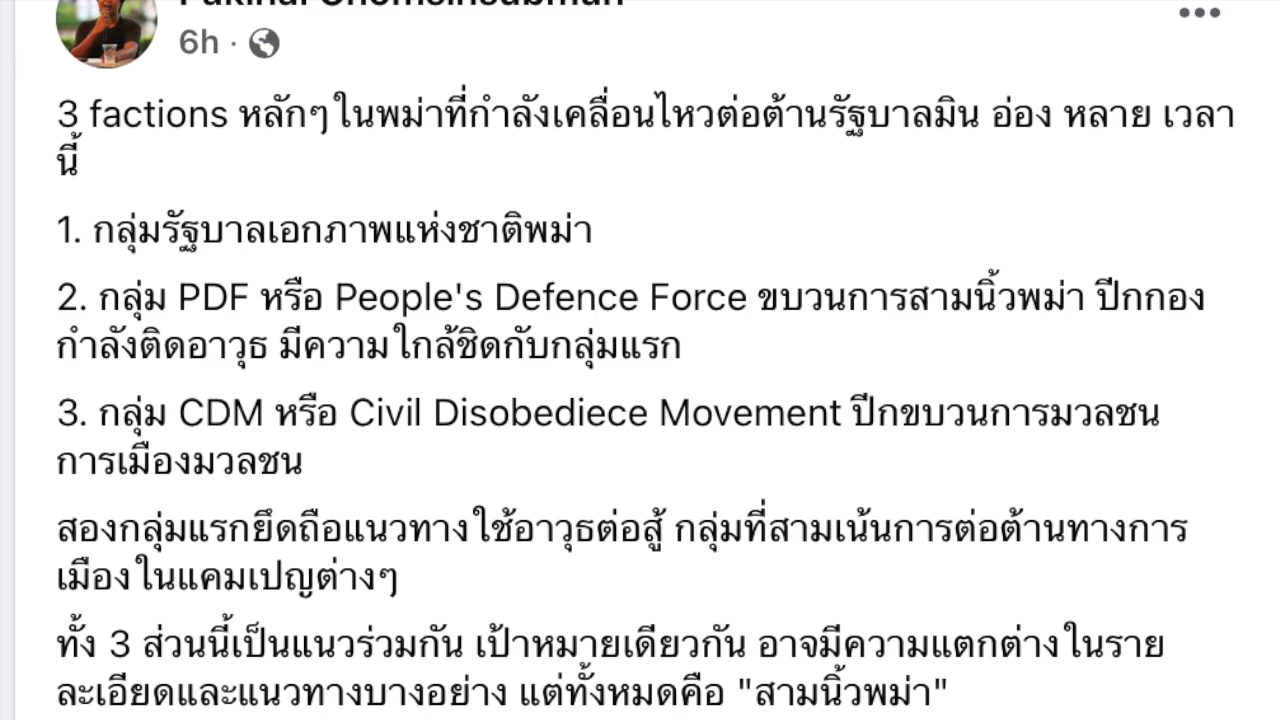 6h ·
3 factions หลักๆ ในพม่าที่กำลังเคลื่อนไหวต่อต้านรัฐบาลมิน อ่อง หลาย เวลา
นี้
1. กลุ่มรัฐบาลเอกภาพแห่งชาติพม่า
2. กลุ่ม PDF หรือ People's Defence Force ขบวนการสามนิ้วพม่า ปีกกอง
กำลังติดอาวุธ มีความใกล้ชิดกับกลุ่มแรก
3. กลุ่ม CDM หรือ Civil Disobediece Movement ปีกขบวนการมวลชน
การเมืองมวลชน
สองกลุ่มแรกยึดถือแนวทางใช้อาวุธต่อสู้ กลุ่มที่สามเน้นการต่อต้านทางการ
เมืองในแคมเปญต่างๆ
ทั้ง 3 ส่วนนี้เป็นแนวร่วมกัน เป้าหมายเดียวกัน อาจมีความแตกต่างในราย
ละเอียดและแนวทางบางอย่าง แต่ทั้งหมดคือ "สามนิ้วพม่า"